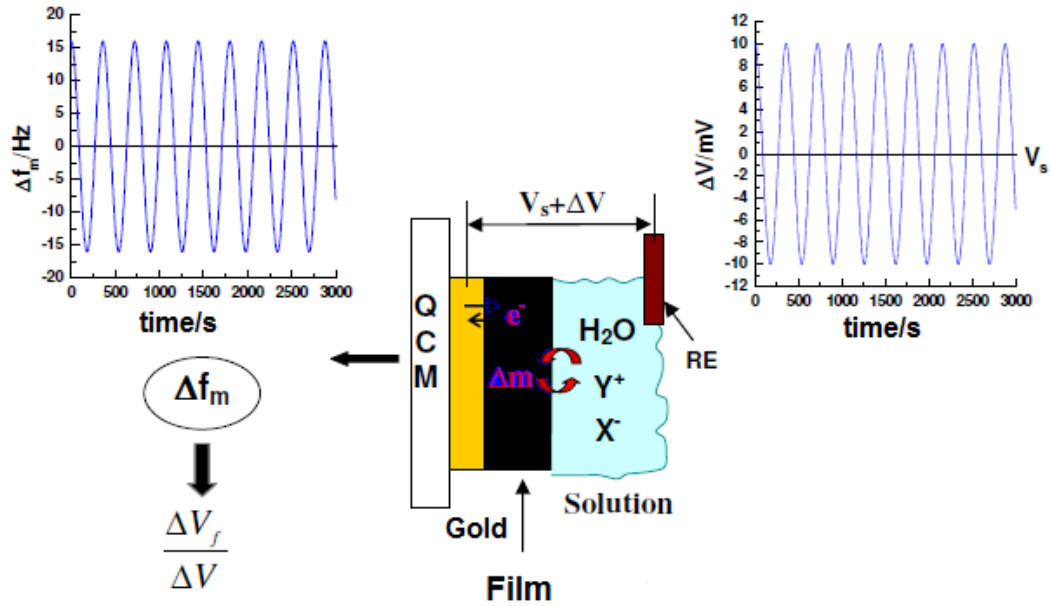 20
15
10
5
0
-5
-10
-15
-20
Δf_m/Hz
0 500 1000 1500 2000 2500 3000
time/s
12
10
8
6
4
2
0
-2
-4
-6
-8
-10
-12
ΔV/mV
V_s
0 500 1000 1500 2000 2500 3000
time/s
V_s+ΔV
Q
C
M
e^-
Δm
H₂O
Y⁺
X⁻
RE
Δf_m
ΔV_f
ΔV
Gold
Solution
Film